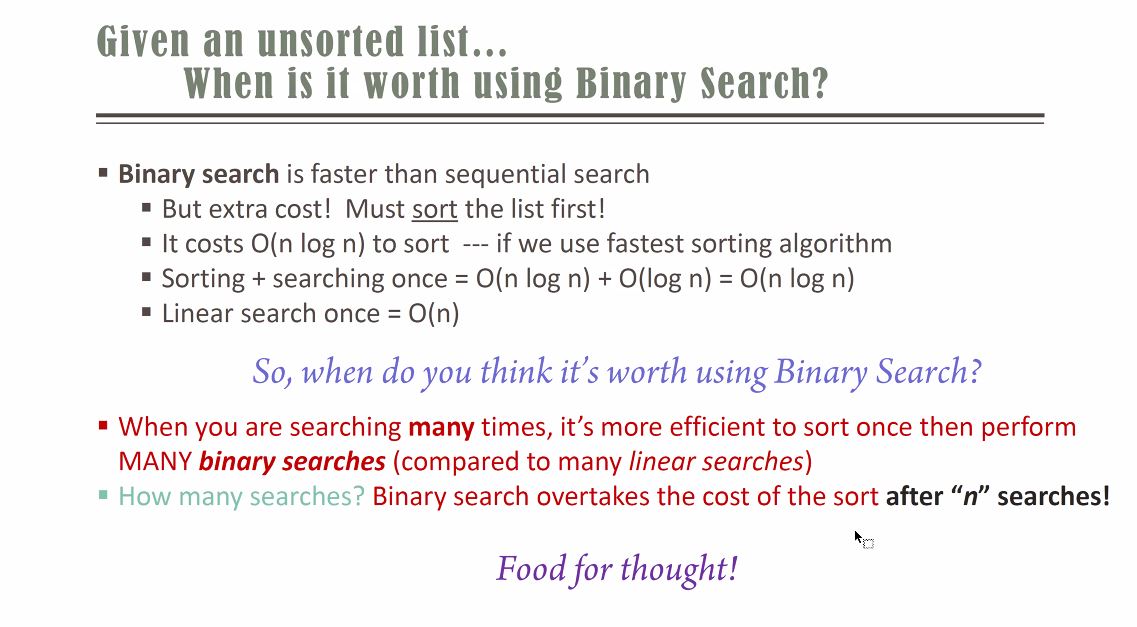 Given an unsorted list...
When is it worth using Binary Search?
▪ Binary search is faster than sequential search
▪ But extra cost!  Must sort the list first!
▪ It costs O(n log n) to sort  --- if we use fastest sorting algorithm
▪ Sorting + searching once = O(n log n) + O(log n) = O(n log n)
▪ Linear search once = O(n)
So, when do you think it’s worth using Binary Search?
▪ When you are searching many times, it’s more efficient to sort once then perform
MANY binary searches (compared to many linear searches)
▪ How many searches? Binary search overtakes the cost of the sort after “n” searches!
Food for thought!